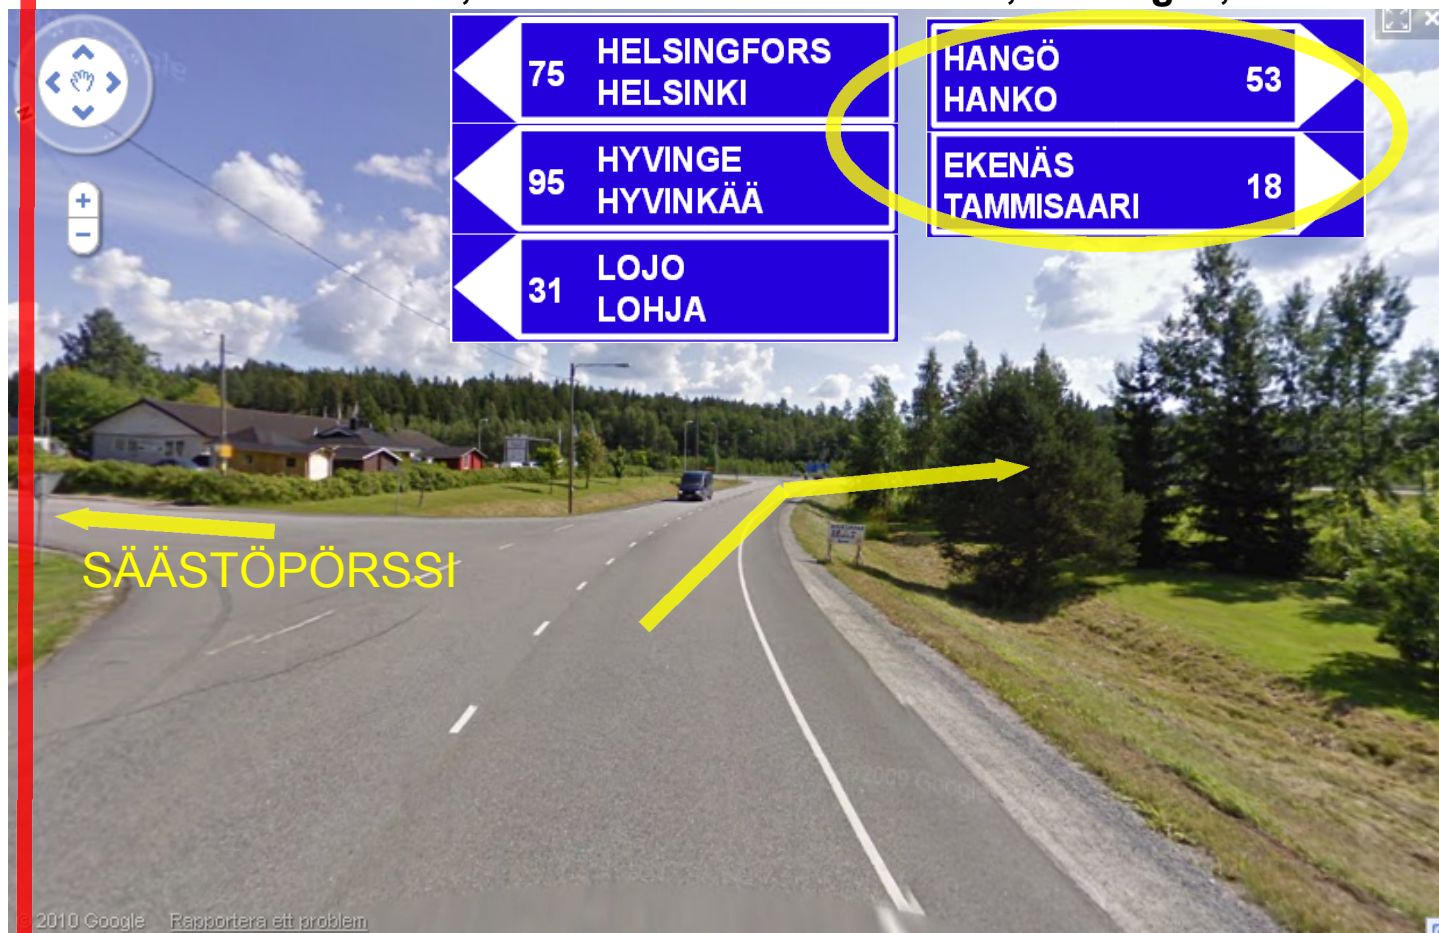 HELSINGFORS
75
HELSINKI
HYVINGE
95
HYVINKÄÄ
LOJO
31
LOHJA
HANGÖ
53
HANKO
EKENÄS
18
TAMMISAARI
SÄÄSTÖPÖRSSI
© 2010 Google Rapportera ett problem